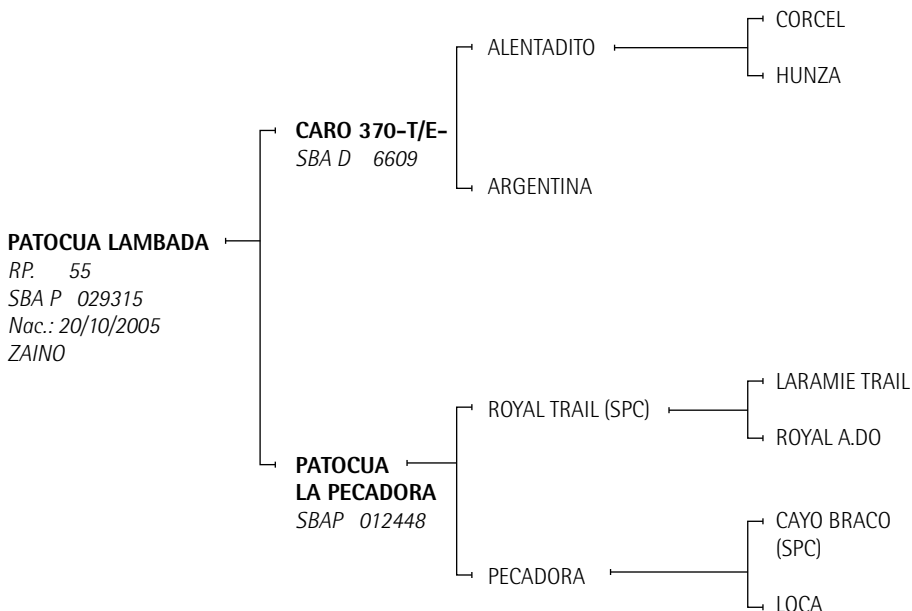 PATOCUA LAMBADA
RP. 55
SBA P 029315
Nac.: 20/10/2005
ZAINO
CARO 370-T/E-
SBA D 6609
PATOCUA
LA PECADORA
SBAP 012448
ALENTADITO
ARGENTINA
ROYAL TRAIL (SPC)
PECADORA
CORCEL
HUNZA
LARAMIE TRAIL
ROYAL A.DO
CAYO BRACO
(SPC)
LOCA